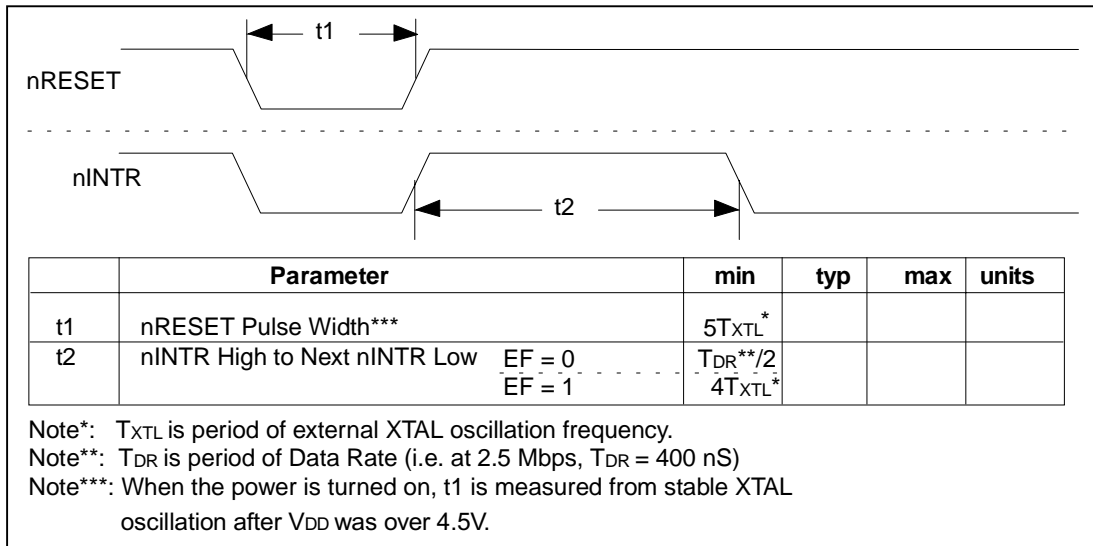 t1
nRESET
nINTR
t2
Parameter min typ max units
t1 nRESET Pulse Width*** 5TXTL*
t2 nINTR High to Next nINTR Low EF = 0 TDR**/2
EF = 1 4TXTL*
Note*: TXTL is period of external XTAL oscillation frequency.
Note**: TDR is period of Data Rate (i.e. at 2.5 Mbps, TDR = 400 nS)
Note***: When the power is turned on, t1 is measured from stable XTAL
oscillation after VDD was over 4.5V.